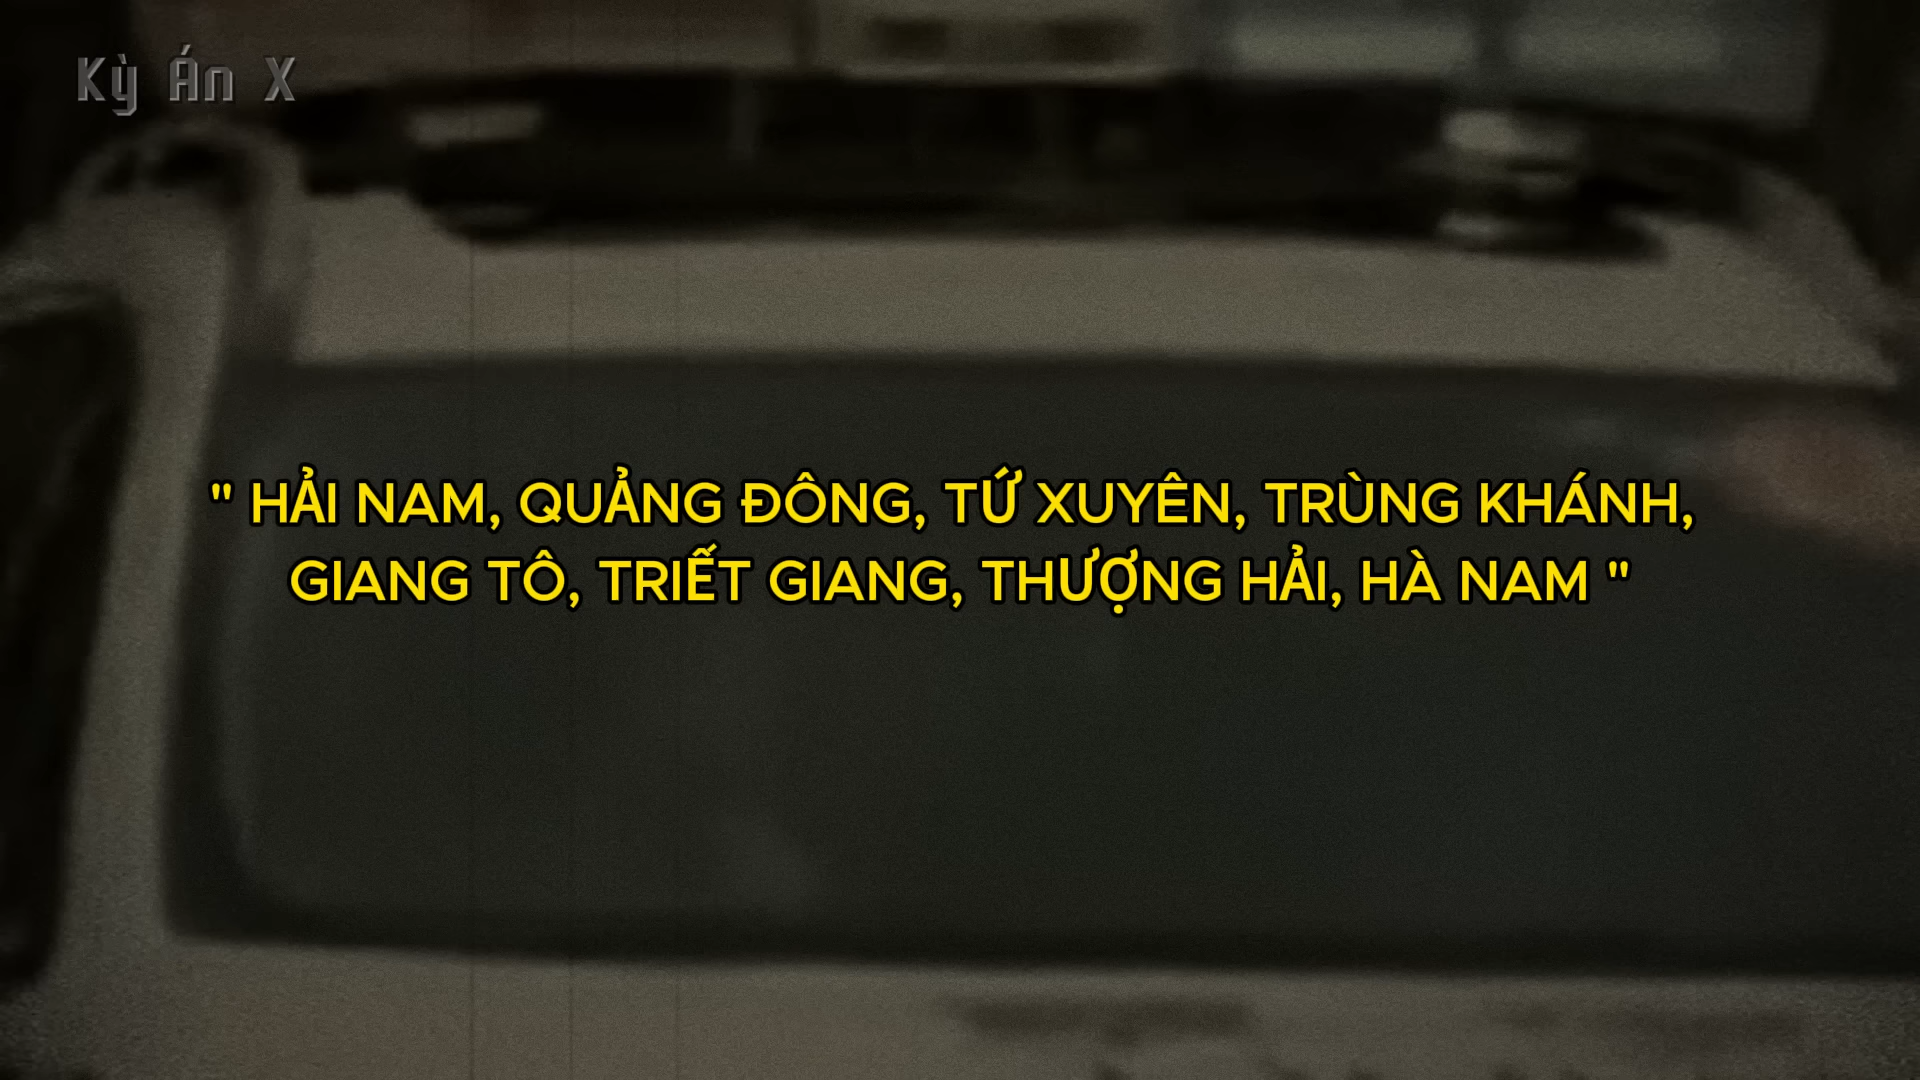 Kỳ Án X
" HẢI NAM, QUẢNG ĐÔNG, TỨ XUYÊN, TRÙNG KHÁNH,
GIANG TÔ, TRIẾT GIANG, THƯỢNG HẢI, HÀ NAM "